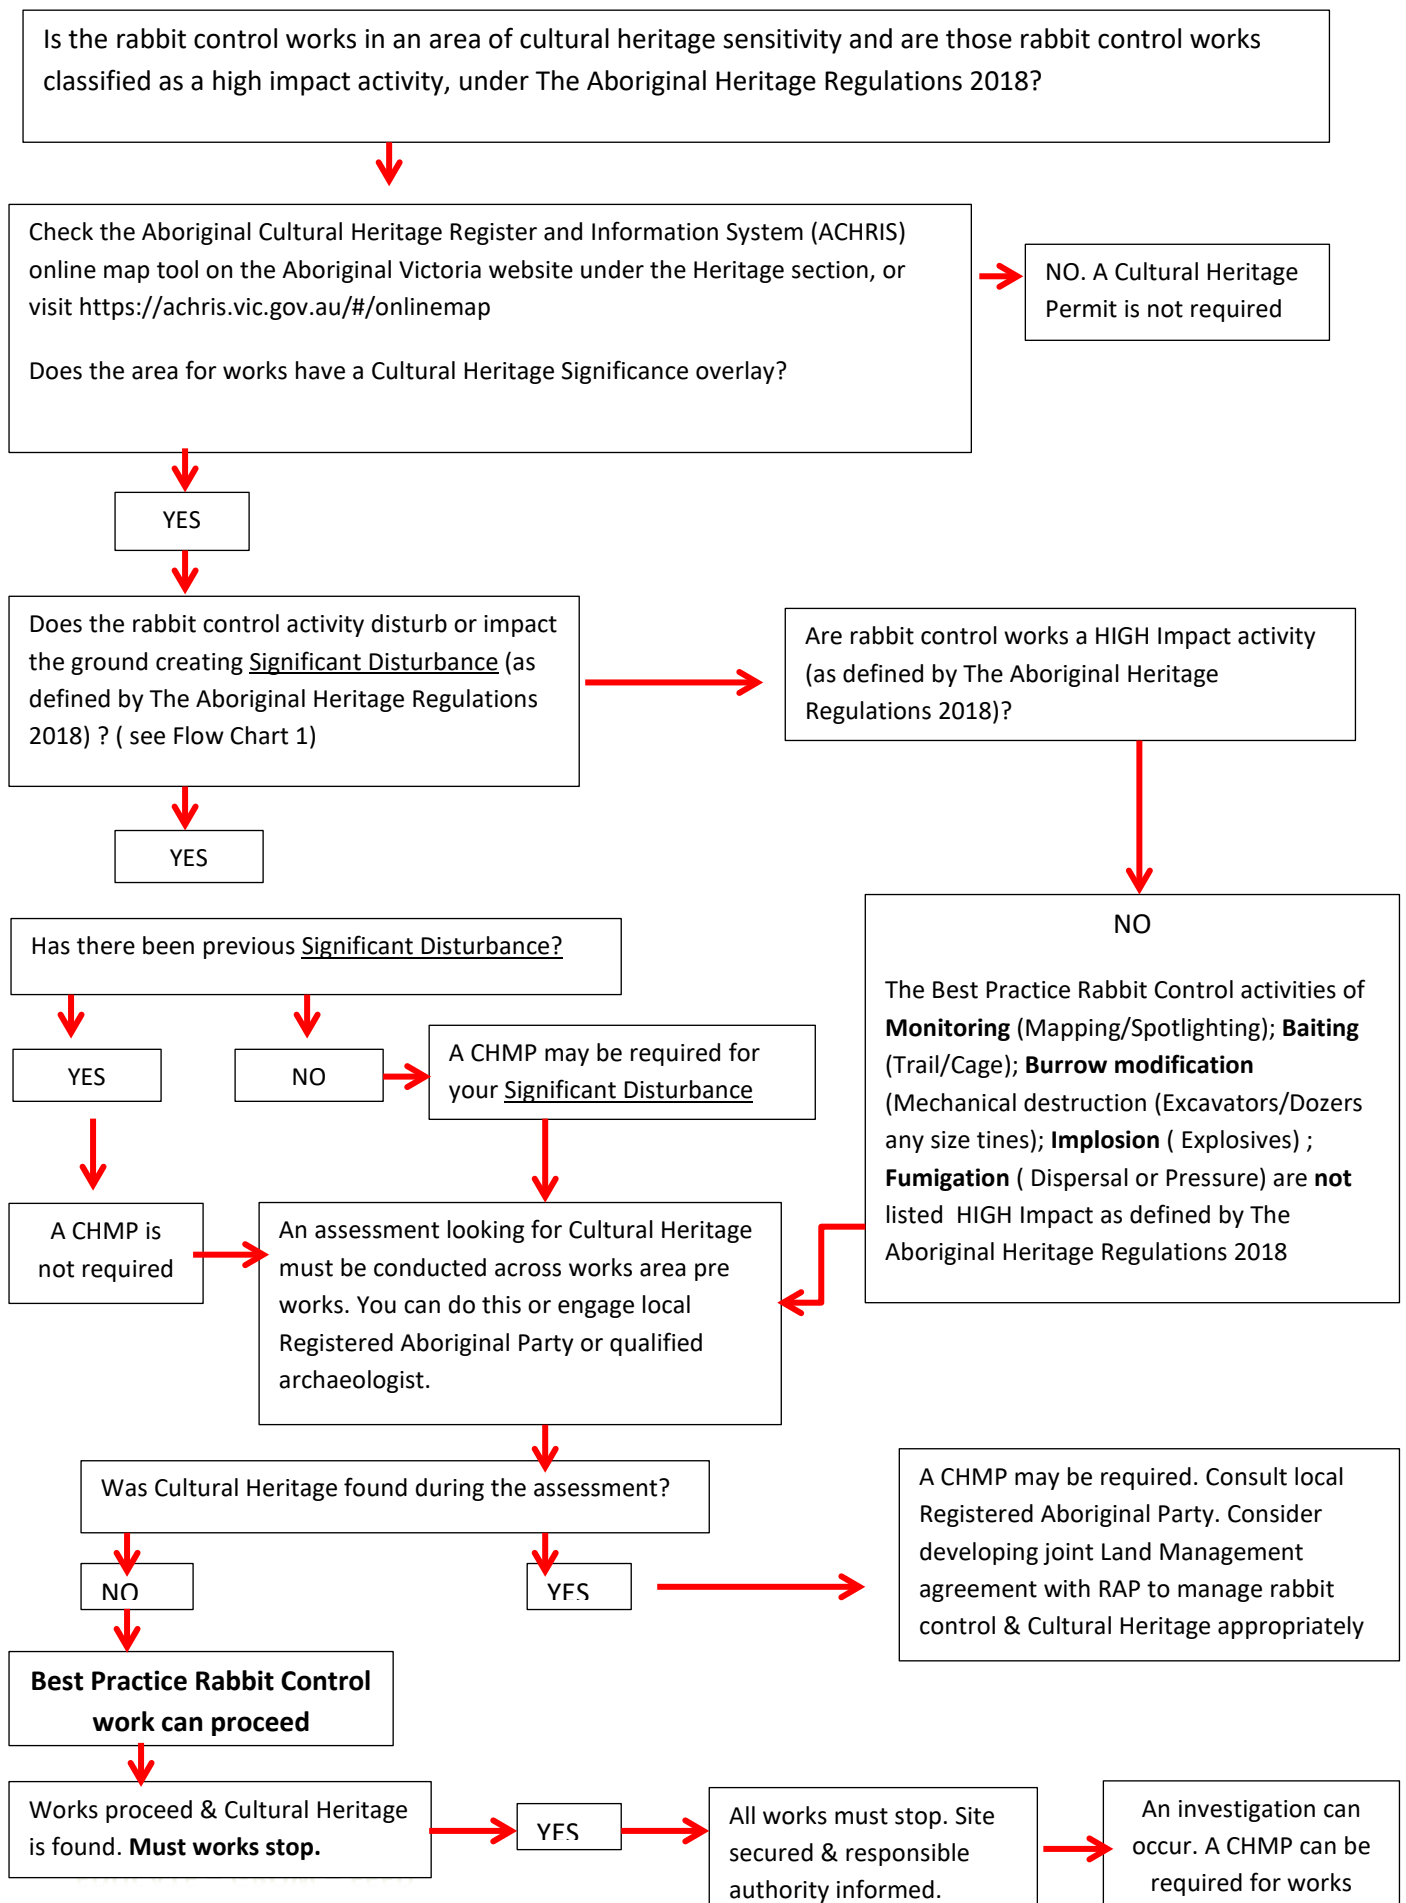 Is the rabbit control works in an area of cultural heritage sensitivity and are those rabbit control works
classified as a high impact activity, under The Aboriginal Heritage Regulations 2018?
Check the Aboriginal Cultural Heritage Register and Information System (ACHRIS)
online map tool on the Aboriginal Victoria website under the Heritage section, or
visit https://achris.vic.gov.au/#/onlinemap
Does the area for works have a Cultural Heritage Significance overlay?
NO. A Cultural Heritage
Permit is not required
YES
Does the rabbit control activity disturb or impact
the ground creating Significant Disturbance (as
defined by The Aboriginal Heritage Regulations
2018) ? ( see Flow Chart 1)
Are rabbit control works a HIGH Impact activity
(as defined by The Aboriginal Heritage
Regulations 2018)?
YES
NO
The Best Practice Rabbit Control activities of
Monitoring (Mapping/Spotlighting); Baiting
(Trail/Cage); Burrow modification
(Mechanical destruction (Excavators/Dozers
any size tines); Implosion ( Explosives) ;
Fumigation ( Dispersal or Pressure) are not
listed HIGH Impact as defined by The
Aboriginal Heritage Regulations 2018
Has there been previous Significant Disturbance?
YES
NO
A CHMP may be required for
your Significant Disturbance
A CHMP is
not required
An assessment looking for Cultural Heritage
must be conducted across works area pre
works. You can do this or engage local
Registered Aboriginal Party or qualified
archaeologist.
Was Cultural Heritage found during the assessment?
NO
YES
A CHMP may be required. Consult local
Registered Aboriginal Party. Consider
developing joint Land Management
agreement with RAP to manage rabbit
control & Cultural Heritage appropriately
Best Practice Rabbit Control
work can proceed
Works proceed & Cultural Heritage
is found. Must works stop.
YES
All works must stop. Site
secured & responsible
authority informed.
An investigation can
occur. A CHMP can be
required for works